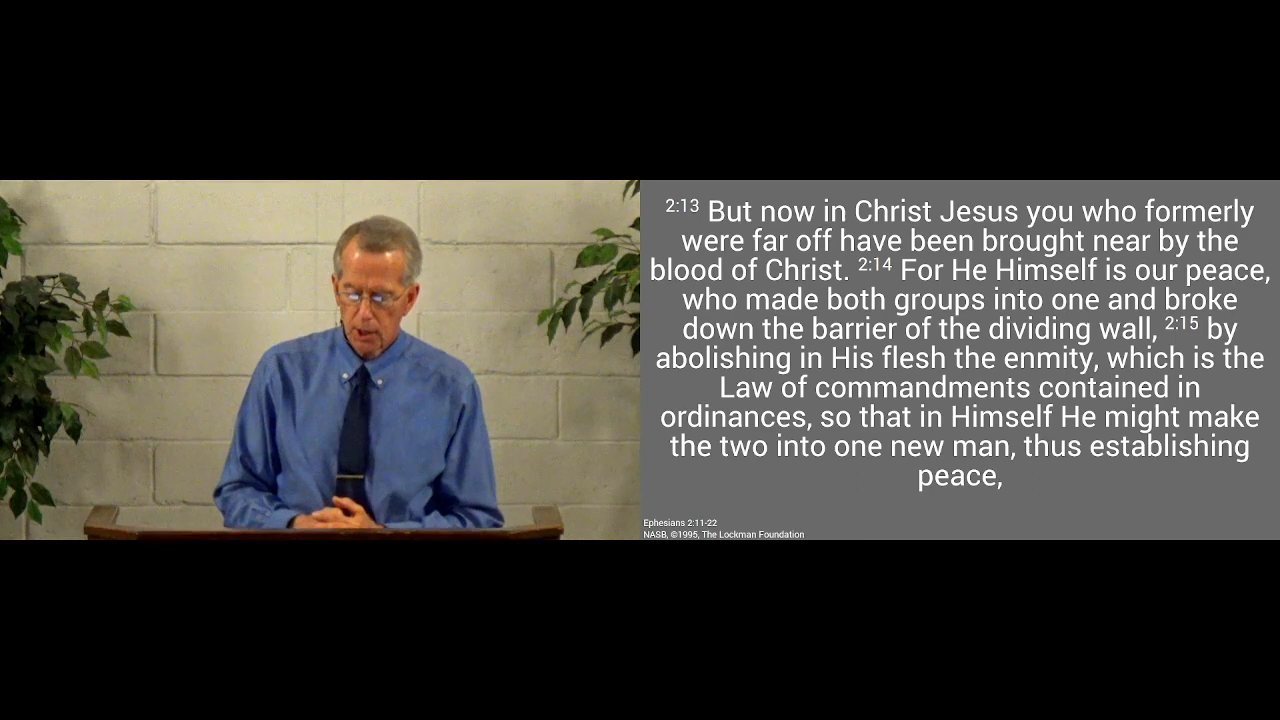 2:13 But now in Christ Jesus you who formerly
were far off have been brought near by the
blood of Christ. 2:14 For He Himself is our peace,
who made both groups into one and broke
down the barrier of the dividing wall, 2:15 by
abolishing in His flesh the enmity, which is the
Law of commandments contained in
ordinances, so that in Himself He might make
the two into one new man, thus establishing
peace,
Ephesians 2:11-22
NASB, ©1995, The Lockman Foundation